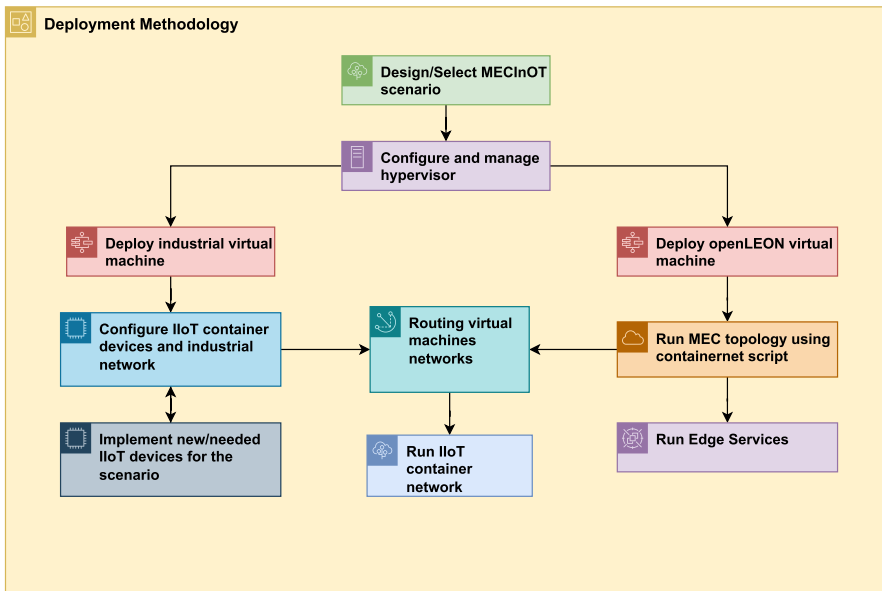 Deployment Methodology
Design/Select MECInOT
scenario
Configure and manage
hypervisor
Deploy industrial virtual
machine
Deploy openLEON virtual
machine
Configure IIoT container
devices and industrial
network
Routing virtual
machines
networks
Run MEC topology using
containernet script
Implement new/needed
IIoT devices for the
scenario
Run IIoT
container
network
Run Edge Services